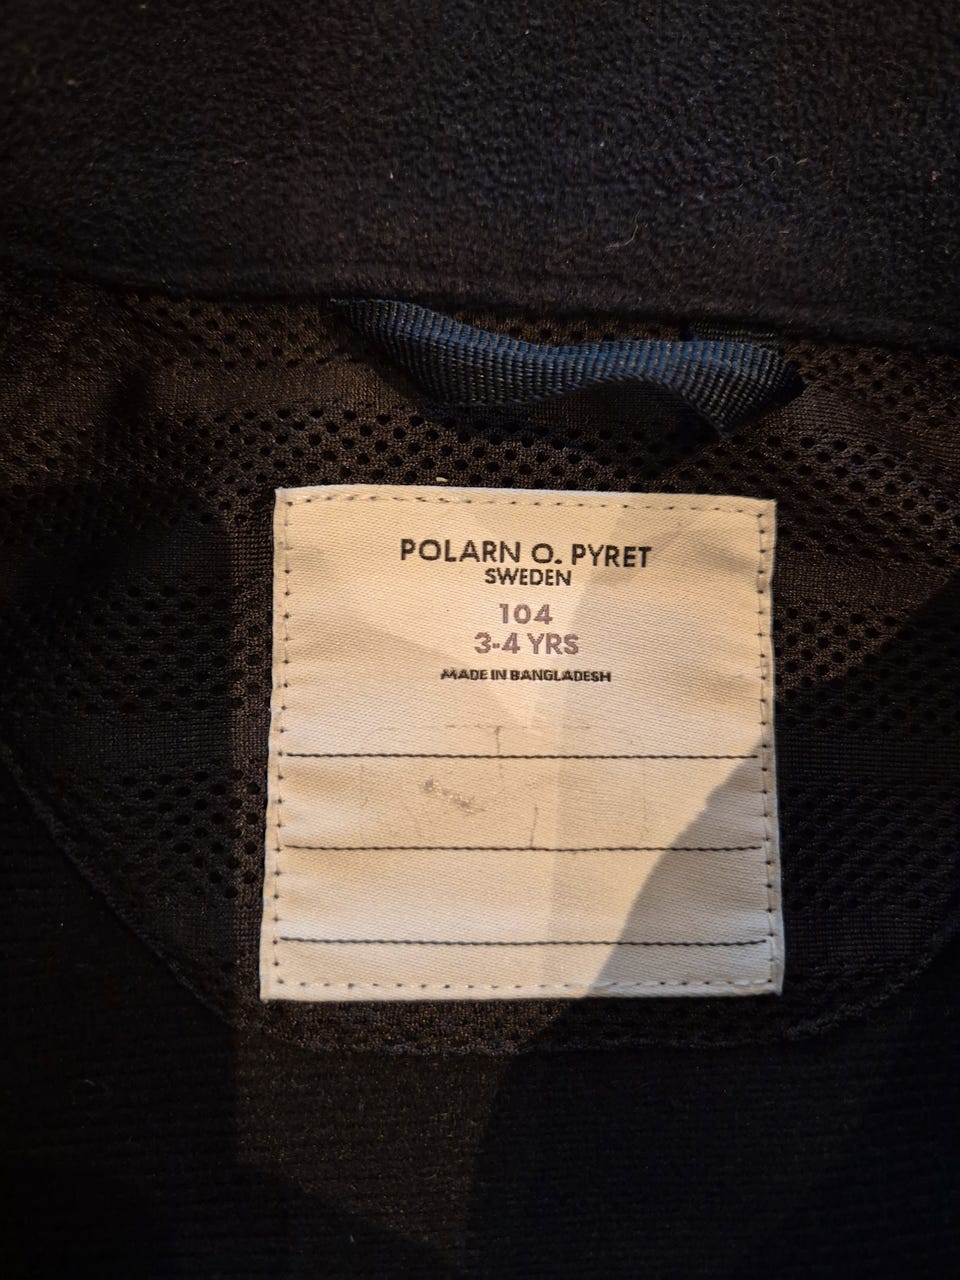 POLARN O. PYRET
SWEDEN
104
3-4 YRS
MADE IN BANGLADESH